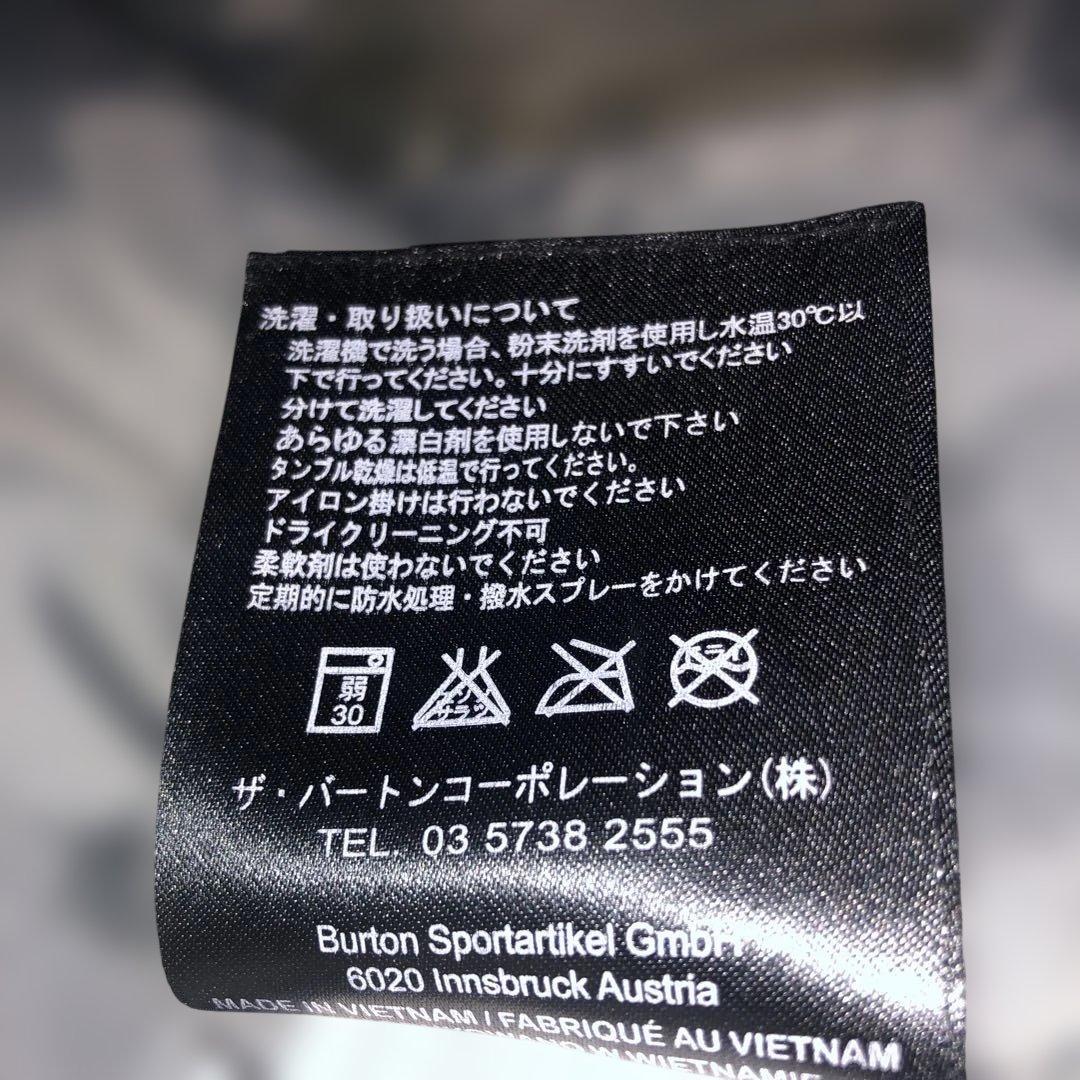 洗濯・取り扱いについて
洗濯機で洗う場合、粉末洗剤を使用し水温30℃以
下で行ってください。十分にすすいでください
分けて洗濯してください
あらゆる漂白剤を使用しないで下さい
タンブル乾燥は低温で行ってください。
アイロン掛けは行わないでください
ドライクリーニング不可
柔軟剤は使わないでください
定期的に防水処理・撥水スプレーをかけてください
弱
30
ドライ
ザ・バートンコーポレーション(株)
TEL. 03 5738 2555
Burton Sportartikel GmbH
6020 Innsbruck Austria
MADE IN VIETNAM / FABRIQUÉ AU VIETNAM